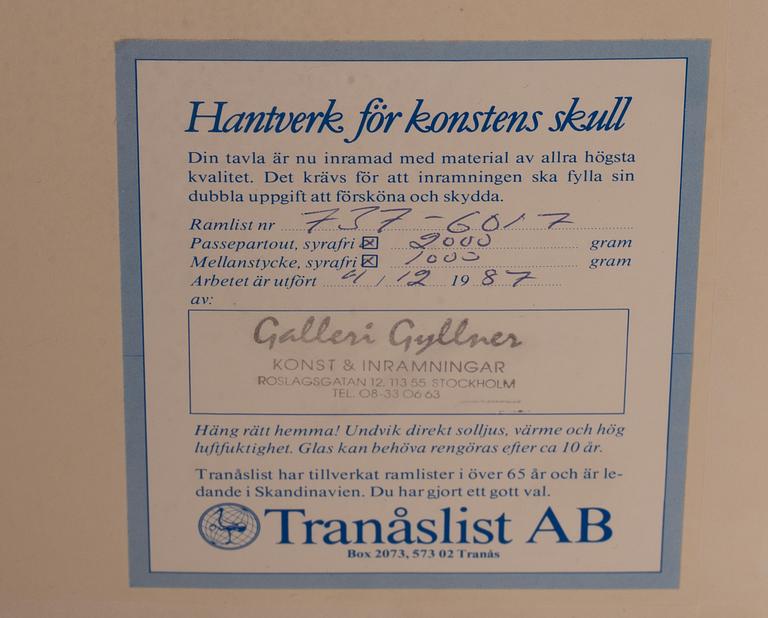 Hantverk för konstens skull
Din tavla är nu inramad med material av allra högsta
kvalitet. Det krävs för att inramningen ska fylla sin
dubbla uppgift att försköna och skydda.
Ramlist nr 737-6017
Passepartout, syrafri ☒ 2000 gram
Mellanstycke, syrafri ☒ 1000 gram
Arbetet är utfört 9/12 1987
av:
Galleri Gyllner
KONST & INRAMNINGAR
ROSLAGSGATAN 12, 113 55 STOCKHOLM
TEL. 08-33 06 63
Häng rätt hemma! Undvik direkt solljus, värme och hög
luftfuktighet. Glas kan behöva rengöras efter ca 10 år.
Tranåslist har tillverkat ramlister i över 65 år och är le-
dande i Skandinavien. Du har gjort ett gott val.
Tranåslist AB
Box 2073, 573 02 Tranås